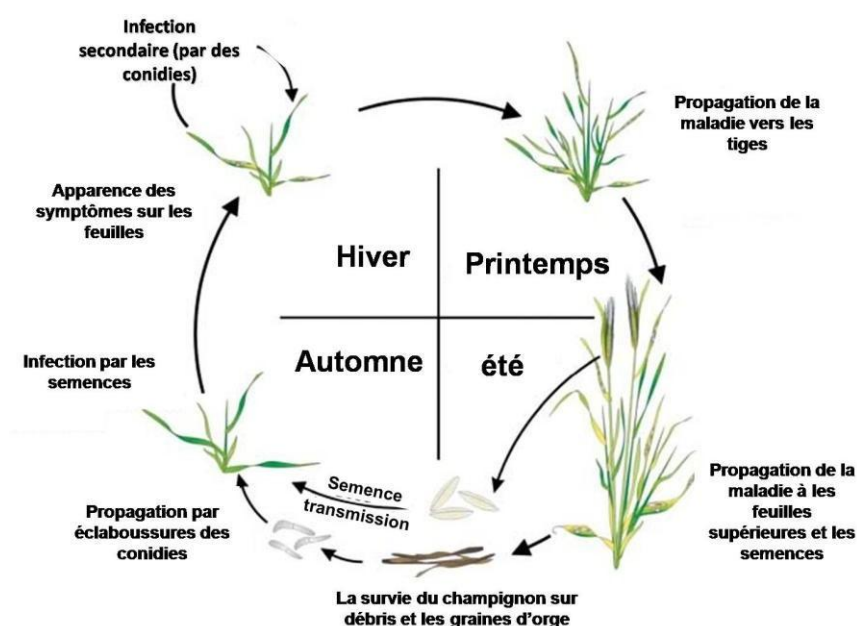 Infection
secondaire (par des
conidies)
Propagation de la
maladie vers les
tiges
Apparence des
symptômes sur les
feuilles
Hiver
Printemps
Infection par les
semences
Automne
été
Semence
transmission
Propagation par
éclaboussures des
conidies
Propagation de la
maladie à les
feuilles
supérieures et les
semences
La survie du champignon sur
débris et les graines d'orge